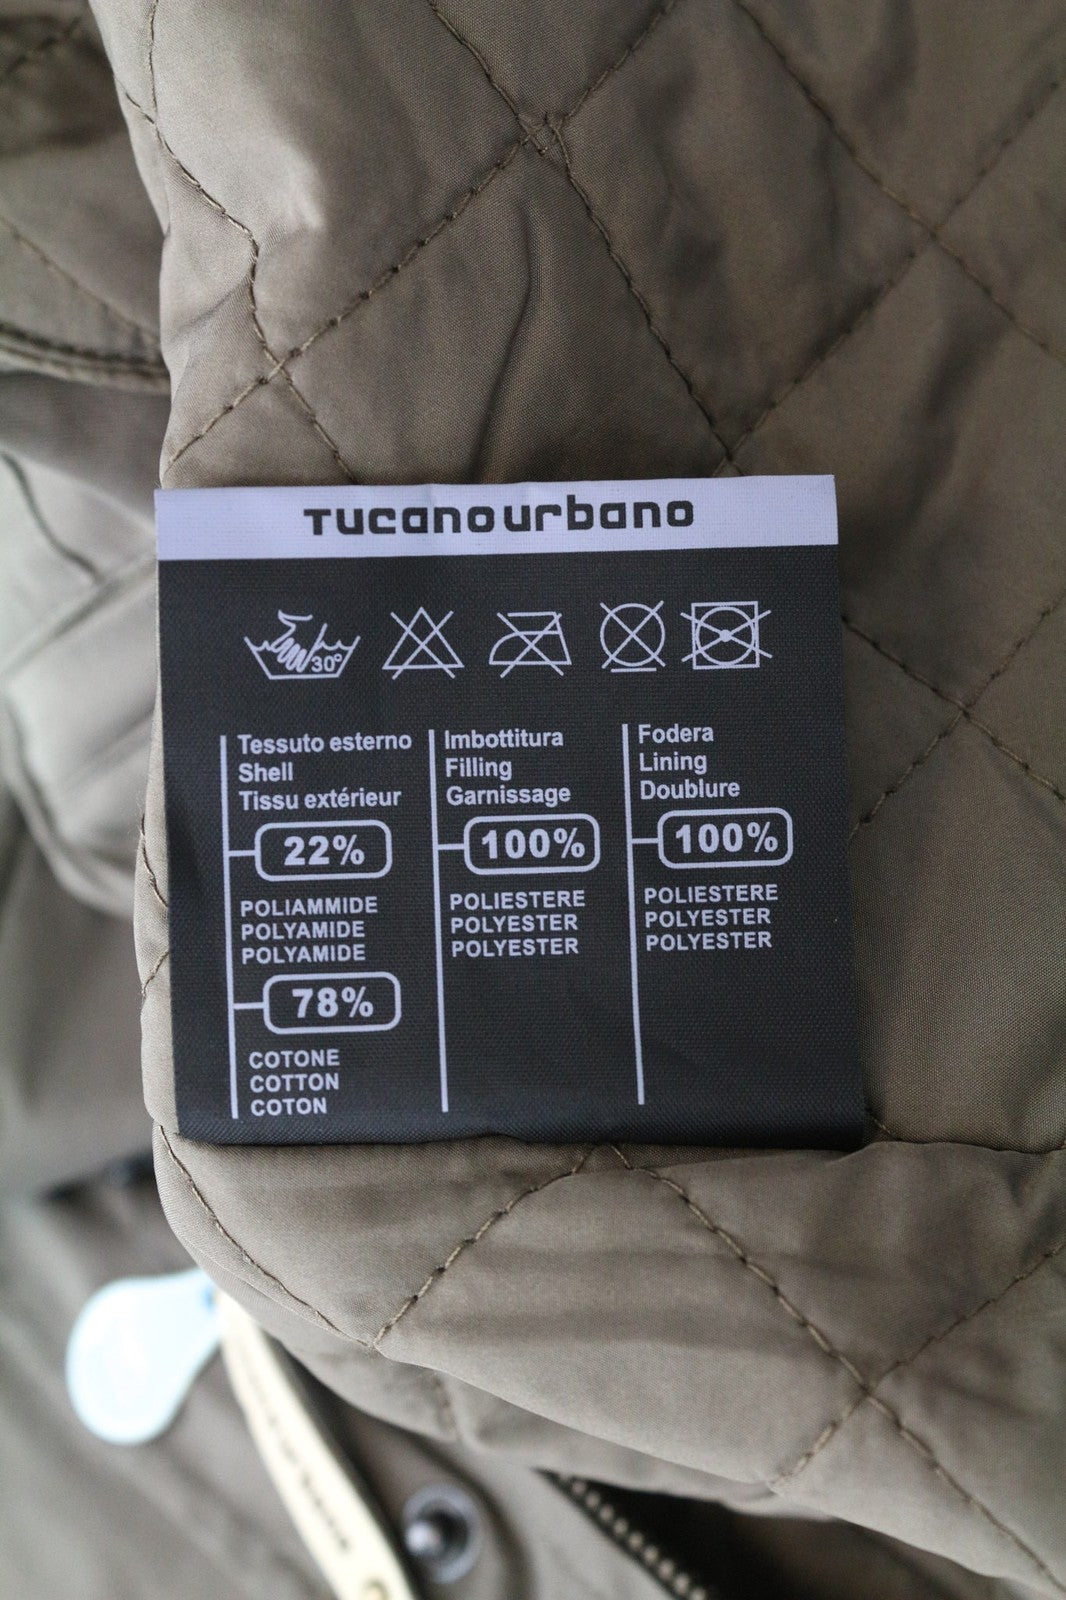 Tucanourbano
30°
Tessuto esterno
Shell
Tissu extérieur
22%
POLIAMMIDE
POLYAMIDE
POLYAMIDE
78%
COTONE
COTTON
COTON
Imbottitura
Filling
Garnissage
100%
POLIESTERE
POLYESTER
POLYESTER
Fodera
Lining
Doublure
100%
POLIESTERE
POLYESTER
POLYESTER